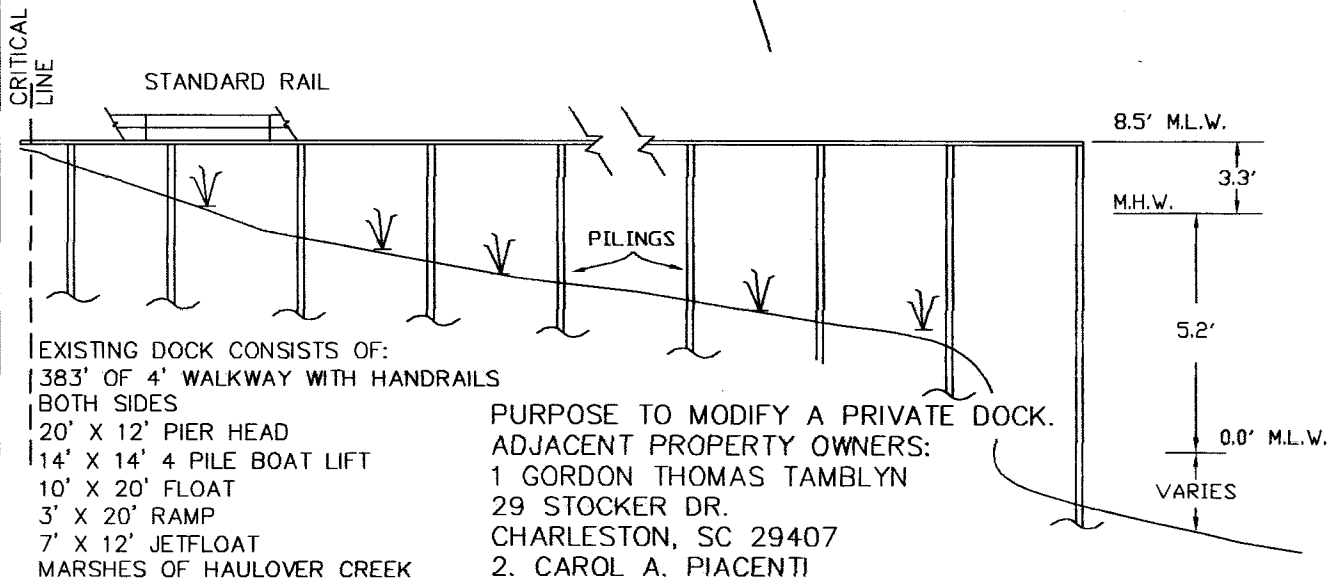 CRITICAL
LINE
STANDARD RAIL
8.5' M.L.W.
3.3'
M.H.W.
PILINGS
5.2'
0.0' M.L.W.
VARIES
EXISTING DOCK CONSISTS OF:
383' OF 4' WALKWAY WITH HANDRAILS
BOTH SIDES
20' X 12' PIER HEAD
14' X 14' 4 PILE BOAT LIFT
10' X 20' FLOAT
3' X 20' RAMP
7' X 12' JETFLOAT
MARSHES OF HAULOVER CREEK
PURPOSE TO MODIFY A PRIVATE DOCK.
ADJACENT PROPERTY OWNERS:
1 GORDON THOMAS TAMBLYN
29 STOCKER DR.
CHARLESTON, SC 29407
2. CAROL A. PIACENTI